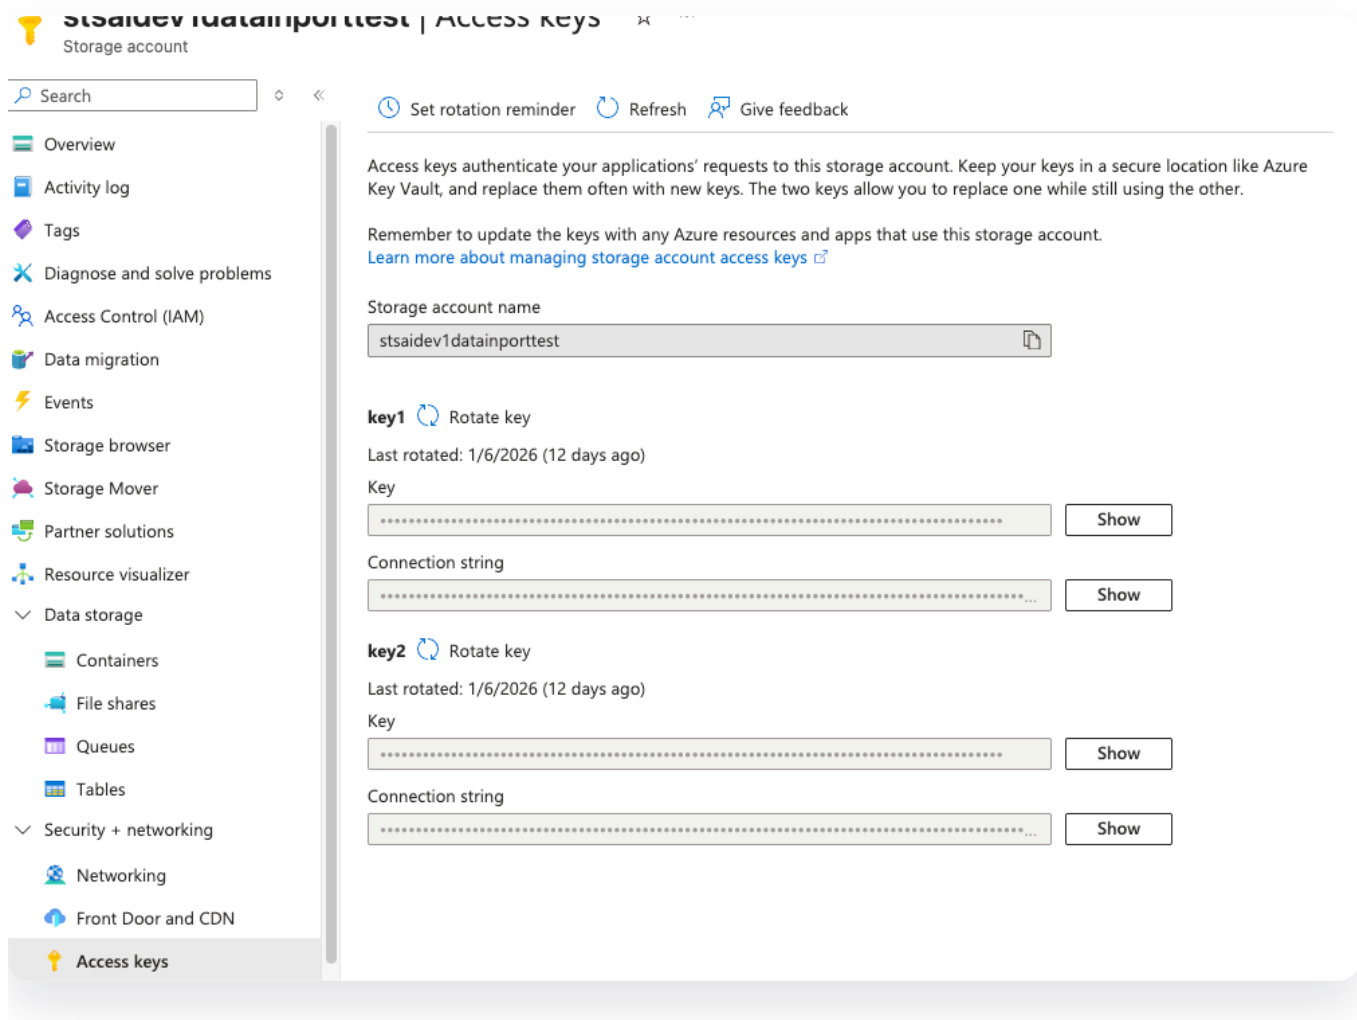 stsaidev1datainporttest | Access keys
Storage account
Search
Overview
Activity log
Tags
Diagnose and solve problems
Access Control (IAM)
Data migration
Events
Storage browser
Storage Mover
Partner solutions
Resource visualizer
Data storage
Containers
File shares
Queues
Tables
Security + networking
Networking
Front Door and CDN
Access keys
Set rotation reminder
Refresh
Give feedback
Access keys authenticate your applications’ requests to this storage account. Keep your keys in a secure location like Azure
Key Vault, and replace them often with new keys. The two keys allow you to replace one while still using the other.
Remember to update the keys with any Azure resources and apps that use this storage account.
Learn more about managing storage account access keys
Storage account name
stsaidev1datainporttest
key1 Rotate key
Last rotated: 1/6/2026 (12 days ago)
Key
Show
Connection string
Show
key2 Rotate key
Last rotated: 1/6/2026 (12 days ago)
Key
Show
Connection string
Show